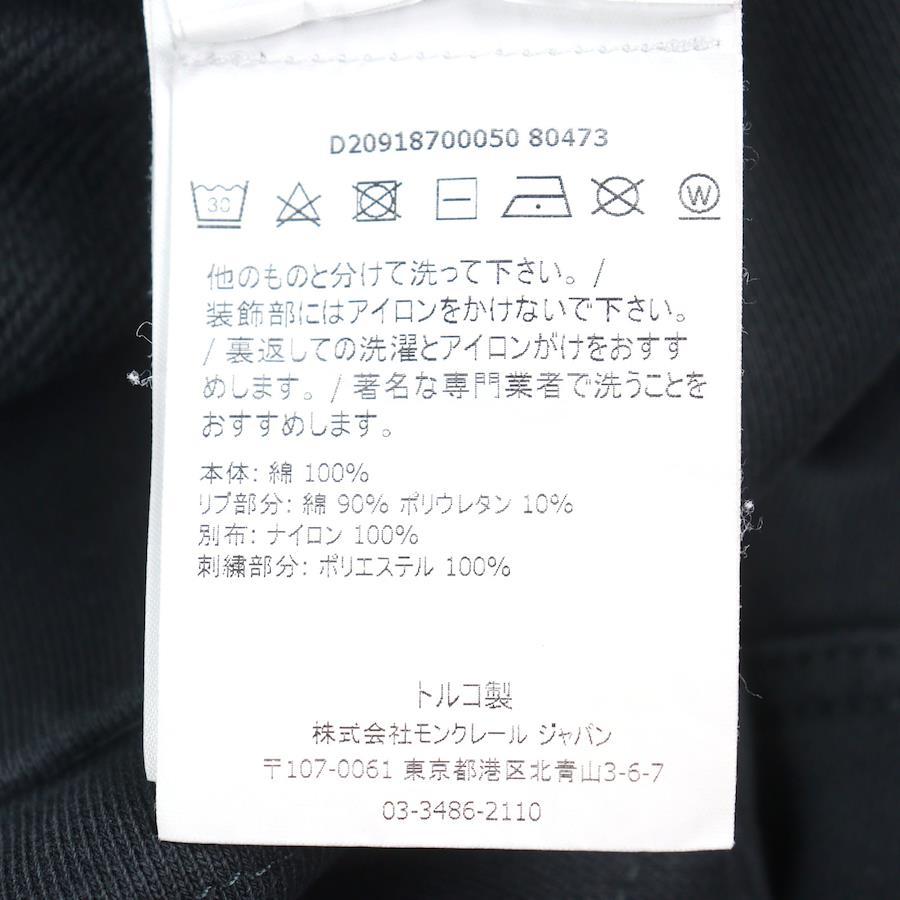 D20918700050 80473
30 W
他のものと分けて洗って下さい。/
装飾部にはアイロンをかけないで下さい。
/ 裏返しての洗濯とアイロンがけをおすす
めします。/ 著名な専門業者で洗うことを
おすすめします。
本体: 綿 100%
リブ部分: 綿 90% ポリウレタン 10%
別布: ナイロン 100%
刺繍部分: ポリエステル 100%
トルコ製
株式会社モンクレール ジャパン
〒107-0061 東京都港区北青山3-6-7
03-3486-2110